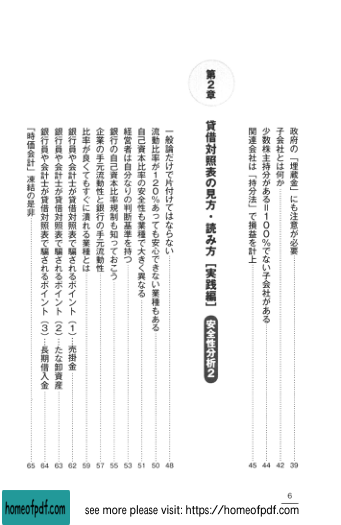 政府の「埋蔵金」にも注意が必要 39
子会社とは何か 42
少数株主持分がある＝100％でない子会社がある 44
関連会社は「持分法」で損益を計上 45
第2章 貸借対照表の見方・読み方［実践編］ 安全性分析2
一般論だけで片付けてはならない 48
流動比率が120％あっても安心できない業種もある 50
自己資本比率の安全性も業種で大きく異なる 51
経営者は自分なりの判断基準を持つ 53
銀行の自己資本比率規制も知っておこう 55
企業の手元流動性と銀行の手元流動性 57
比率が良くてもすぐに潰れる業種とは 59
銀行員や会計士が貸借対照表で騙されるポイント（1）…売掛金 62
銀行員や会計士が貸借対照表で騙されるポイント（2）…たな卸資産 63
銀行員や会計士が貸借対照表で騙されるポイント（3）…長期借入金 64
「時価会計」凍結の是非 65
6
homeofpdf.com
see more please visit: https://homeofpdf.com